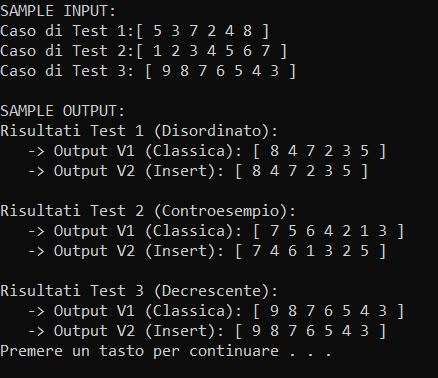 SAMPLE INPUT:
Caso di Test 1:[ 5 3 7 2 4 8 ]
Caso di Test 2:[ 1 2 3 4 5 6 7 ]
Caso di Test 3: [ 9 8 7 6 5 4 3 ]
SAMPLE OUTPUT:
Risultati Test 1 (Disordinato):
-> Output V1 (Classica): [ 8 4 7 2 3 5 ]
-> Output V2 (Insert): [ 8 4 7 2 3 5 ]
Risultati Test 2 (Controesempio):
-> Output V1 (Classica): [ 7 5 6 4 2 1 3 ]
-> Output V2 (Insert): [ 7 4 6 1 3 2 5 ]
Risultati Test 3 (Decrescente):
-> Output V1 (Classica): [ 9 8 7 6 5 4 3 ]
-> Output V2 (Insert): [ 9 8 7 6 5 4 3 ]
Premere un tasto per continuare . . .